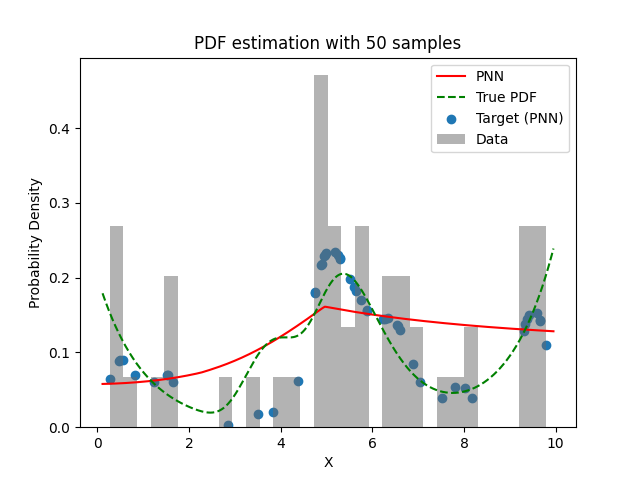 PDF estimation with 50 samples
PNN
True PDF
Target (PNN)
Data
Probability Density
0.4
0.3
0.2
0.1
0.0
0
2
4
6
8
10
X